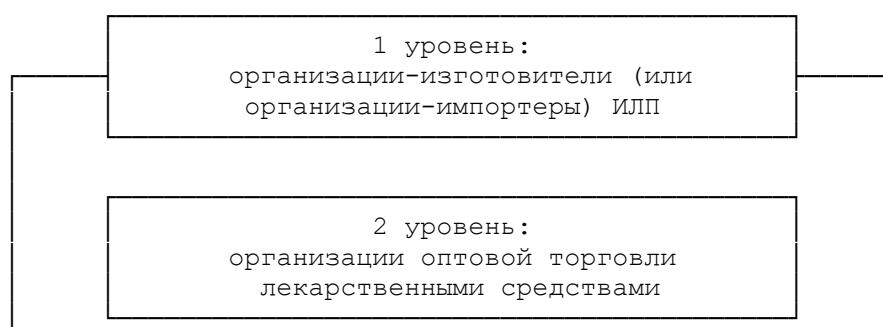 1 уровень:
организации-изготовители (или
организации-импортеры) ИЛП
2 уровень:
организации оптовой торговли
лекарственными средствами